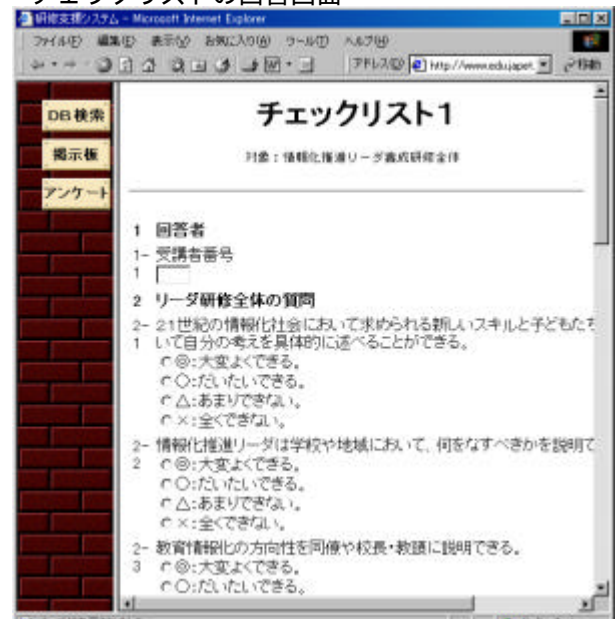 チェックリストの回答画面
研修支援システム - Microsoft Internet Explorer
ファイル(F) 編集(E) 表示(V) お気に入り(A) ツール(T) ヘルプ(H)
アドレス(D) http://www.edu.japet 移動
DB検索
掲示板
アンケート
チェックリスト1
対象:情報化推進リーダ養成研修全体
1 回答者
1-1 受講者番号
2 リーダ研修全体の質問
2-1 21世紀の情報化社会において求められる新しいスキルと子どもたち
いて自分の考えを具体的に述べることができる。
◎:大変よくできる。
○:だいたいできる。
△:あまりできない。
×:全くできない。
2-2 情報化推進リーダは学校や地域において、何をなすべきかを説明で
◎:大変よくできる。
○:だいたいできる。
△:あまりできない。
×:全くできない。
2-3 教育情報化の方向性を同僚や校長・教頭に説明できる。
◎:大変よくできる。
○:だいたいできる。